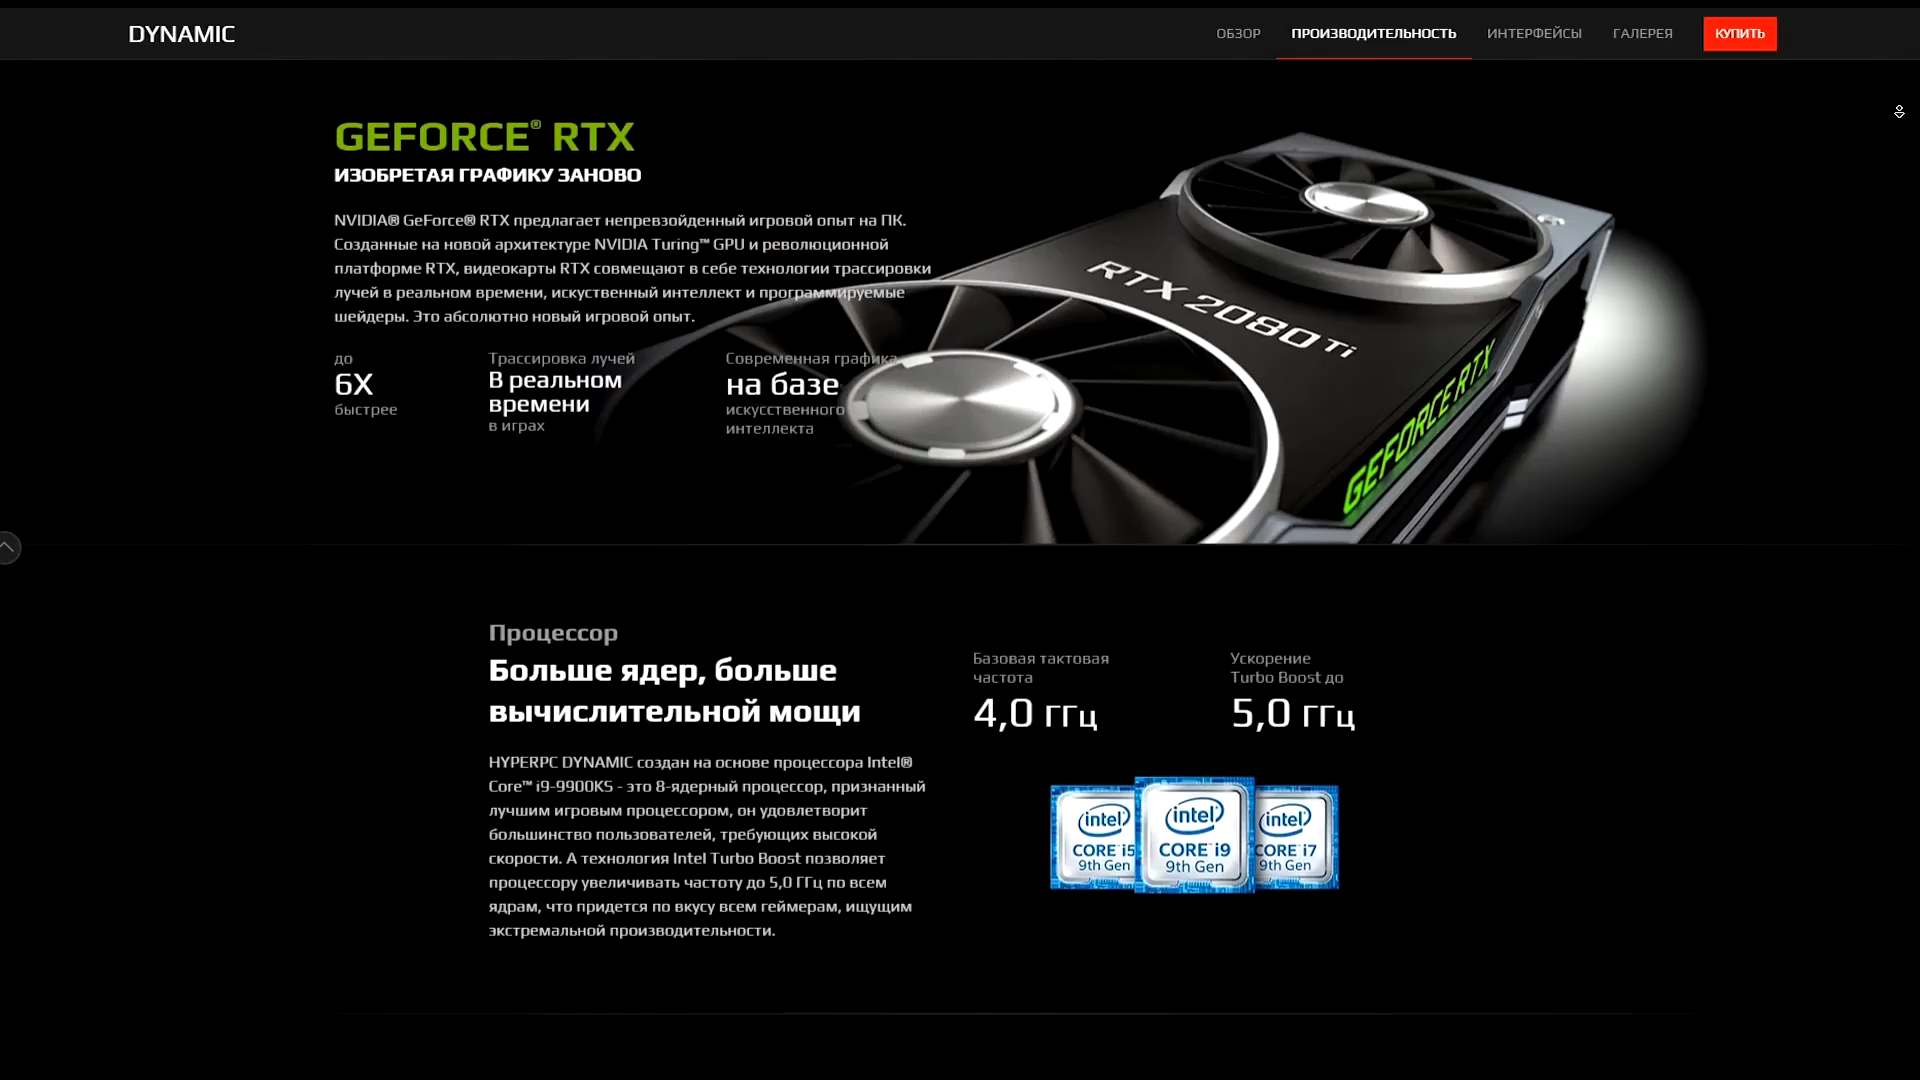 DYNAMIC
ОБЗОР
ПРОИЗВОДИТЕЛЬНОСТЬ
ИНТЕРФЕЙСЫ
ГАЛЕРЕЯ
КУПИТЬ
GEFORCE® RTX
ИЗОБРЕТАЯ ГРАФИКУ ЗАНОВО
NVIDIA® GeForce® RTX предлагает непревзойденный игровой опыт на ПК.
Созданные на новой архитектуре NVIDIA Turing™ GPU и революционной
платформе RTX, видеокарты RTX совмещают в себе технологии трассировки
лучей в реальном времени, искуственный интеллект и программируемые
шейдеры. Это абсолютно новый игровой опыт.
до
6X
быстрее
Трассировка лучей
В реальном
времени
в играх
Современная графика
на базе
искусственного
интеллекта
RTX 2080 Ti
GEFORCE RTX
Процессор
Больше ядер, больше
вычислительной мощи
HYPERPC DYNAMIC создан на основе процессора Intel®
Core™ i9-9900KS - это 8-ядерный процессор, признанный
лучшим игровым процессором, он удовлетворит
большинство пользователей, требующих высокой
скорости. А технология Intel Turbo Boost позволяет
процессору увеличивать частоту до 5,0 ГГц по всем
ядрам, что придется по вкусу всем геймерам, ищущим
экстремальной производительности.
Базовая тактовая
частота
4,0 ГГц
Ускорение
Turbo Boost до
5,0 ГГц
intel
CORE i5
9th Gen
intel
CORE i9
9th Gen
intel
CORE i7
9th Gen